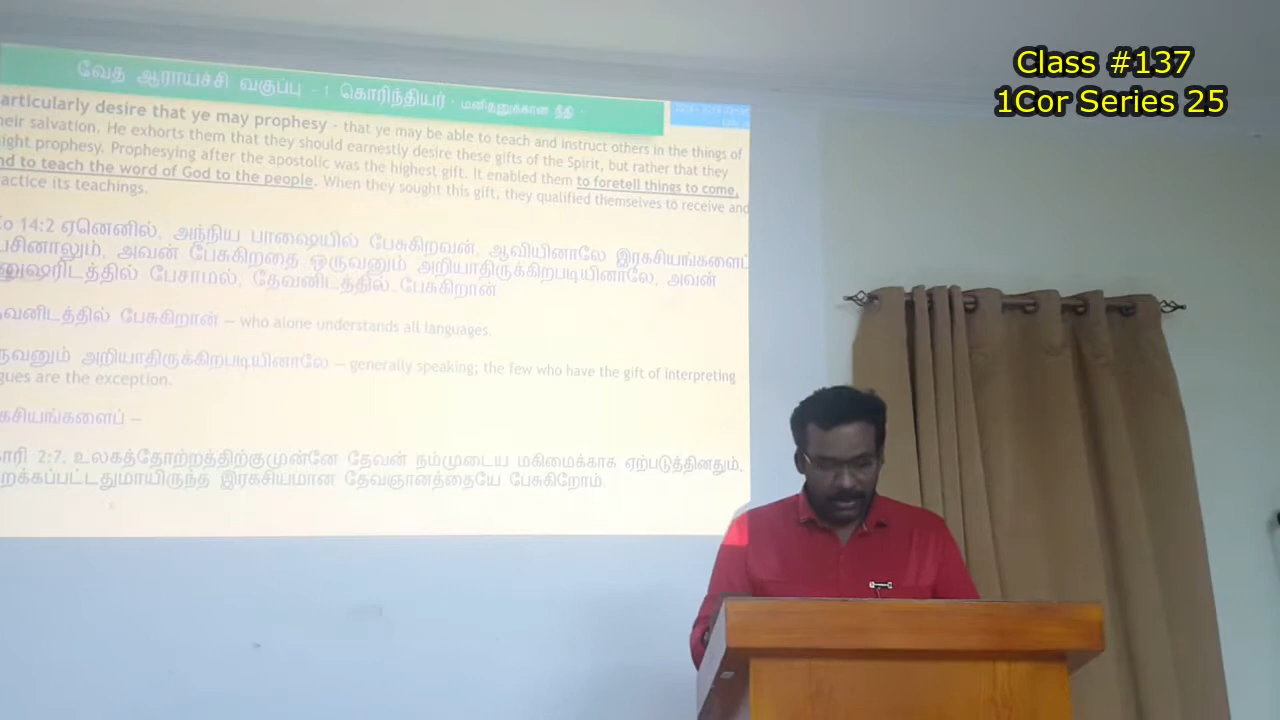 Class #137
1Cor Series 25
வேத ஆராய்ச்சி வகுப்பு - 1 கொரிந்தியர் - மனிதனுக்கான நீதி -
articularly desire that ye may prophesy - that ye may be able to teach and instruct others in the things of
heir salvation. He exhorts them that they should earnestly desire these gifts of the Spirit, but rather that they
ight prophesy. Prophesying after the apostolic was the highest gift. It enabled them to foretell things to come,
nd to teach the word of God to the people. When they sought this gift, they qualified themselves to receive and
actice its teachings.
Co 14:2 ஏனெனில், அந்நிய பாஷையில் பேசுகிறவன், ஆவியினாலே இரகசியங்களைப்
பசினாலும், அவன் பேசுகிறதை ஒருவனும் அறியாதிருக்கிறபடியினாலே, அவன்
னுஷரிடத்தில் பேசாமல், தேவனிடத்தில் பேசுகிறான்
வனிடத்தில் பேசுகிறான் – who alone understands all languages.
ருவனும் அறியாதிருக்கிறபடியினாலே – generally speaking; the few who have the gift of interpreting
gues are the exception.
கசியங்களைப் –
ாரி 2:7. உலகத்தோற்றத்திற்குமுன்னே தேவன் நம்முடைய மகிமைக்காக ஏற்படுத்தினதும்,
றக்கப்பட்டதுமாயிருந்த இரகசியமான தேவஞானத்தையே பேசுகிறோம்.